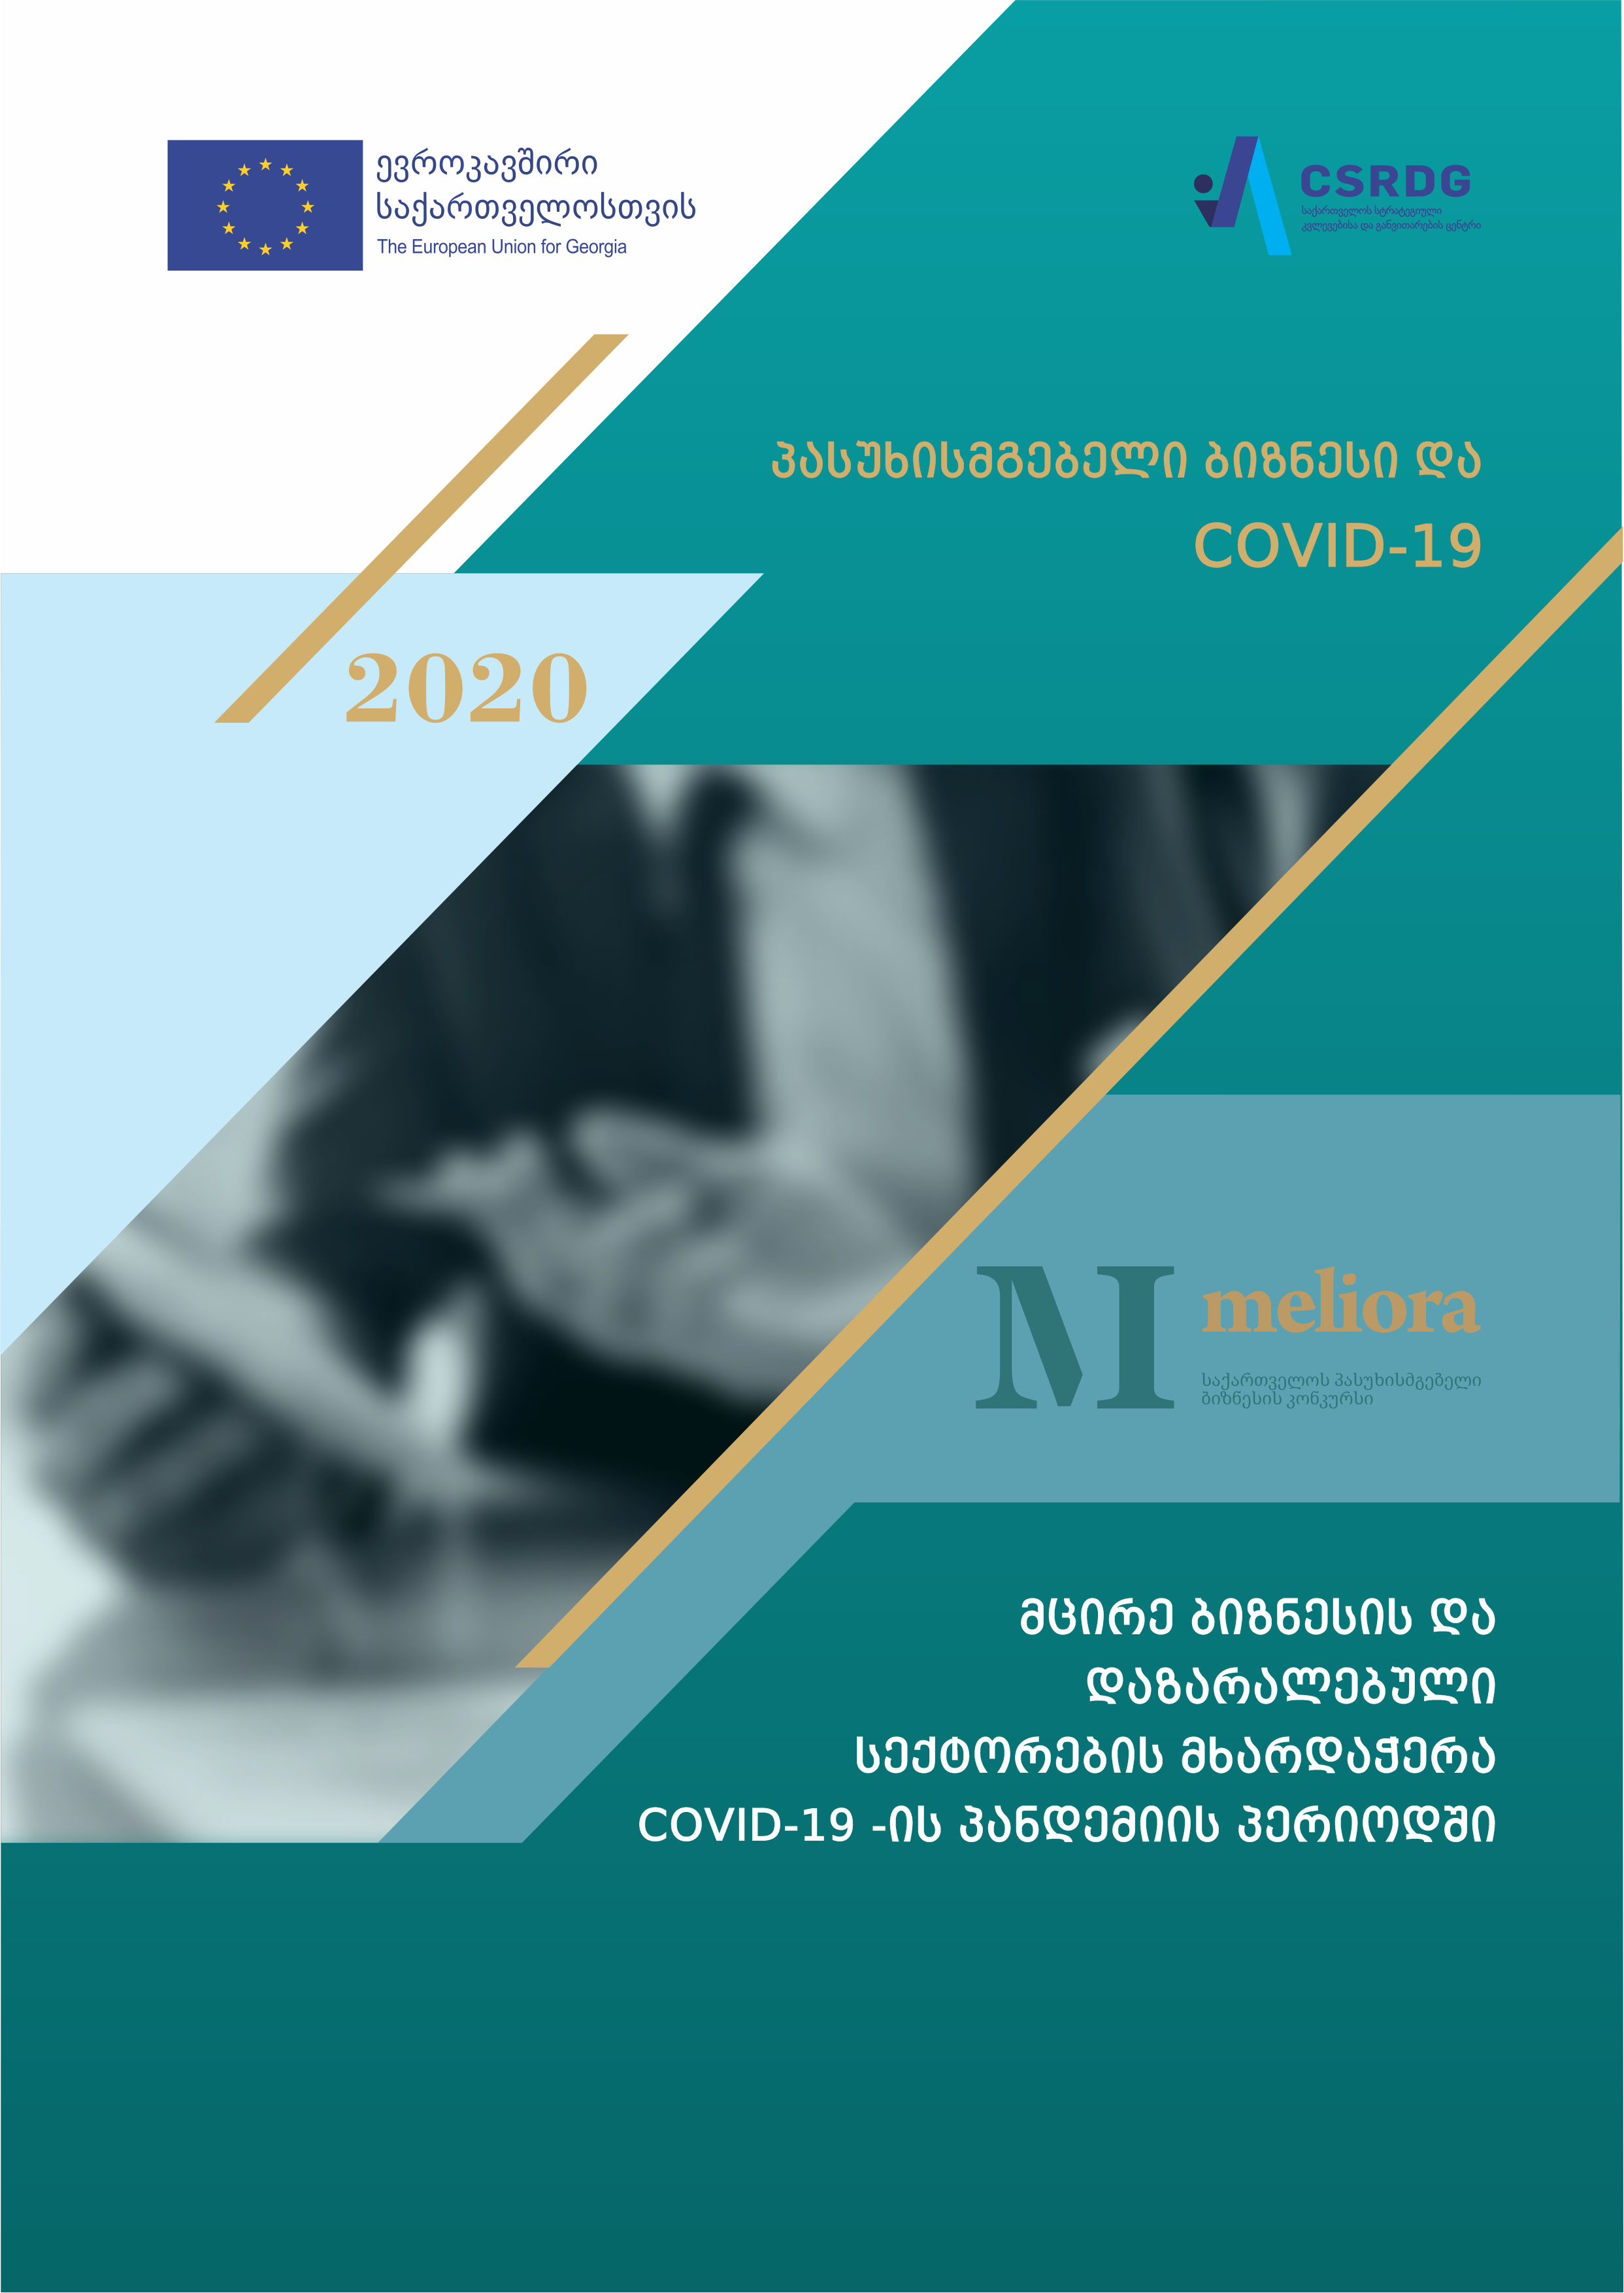 ევროკავშირი
საქართველოსთვის
The European Union for Georgia
CSRDG
საქართველოს სტრატეგიული
კვლევებისა და განვითარების ცენტრი
პასუხისმგებელი ბიზნესი და
COVID-19
2020
M
meliora
საქართველოს პასუხისმგებელი
ბიზნესის კონკურსი
მცირე ბიზნესის და
დაზარალებული
სექტორების მხარდაჭერა
COVID-19 -ის პანდემიის პერიოდში